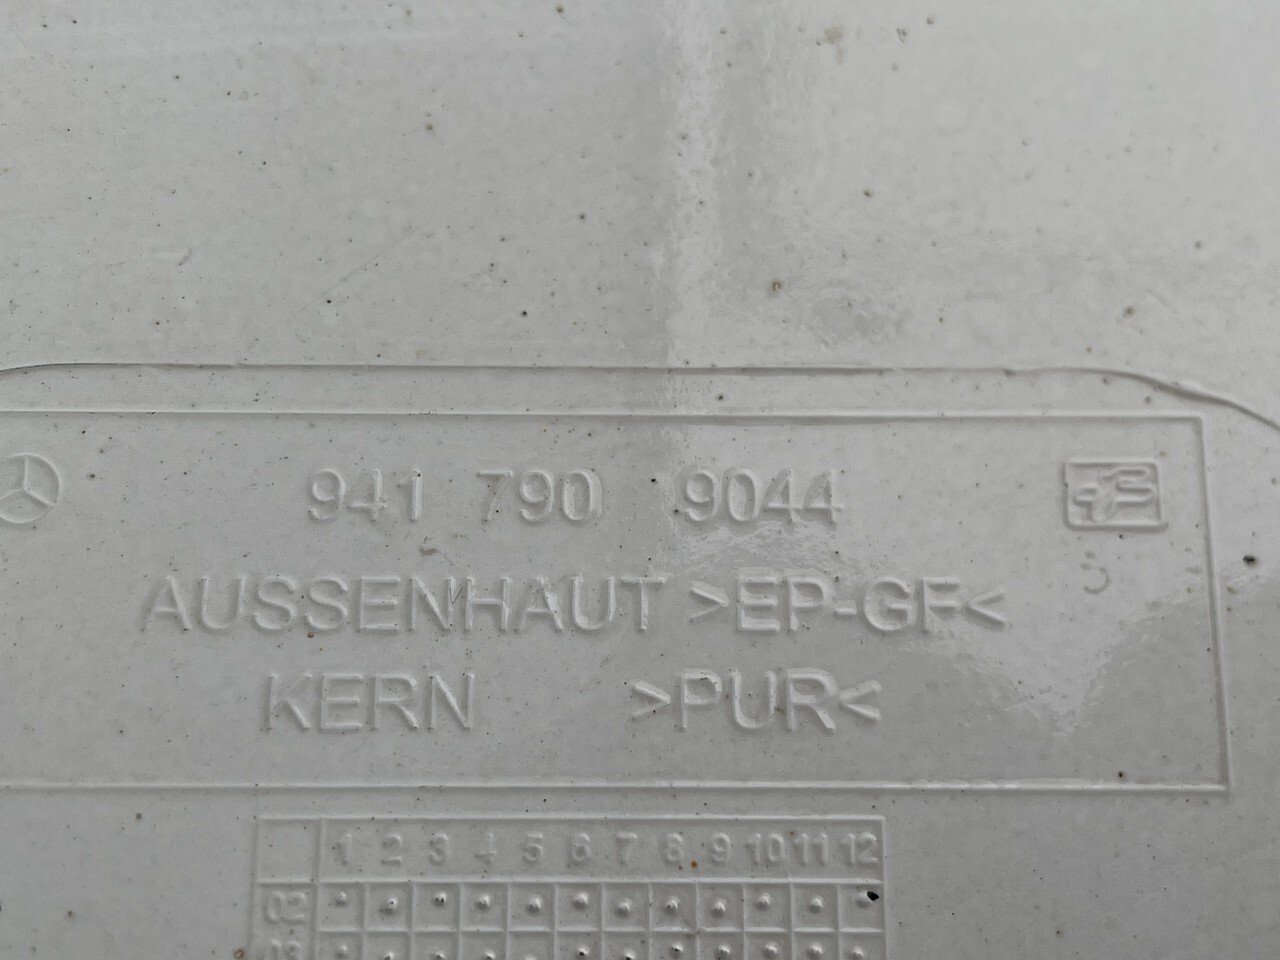 941 790 9044
AUSSENHAUT >EP-GF<
KERN >PUR<
1 2 3 4 5 6 7 8 9 10 11 12
02